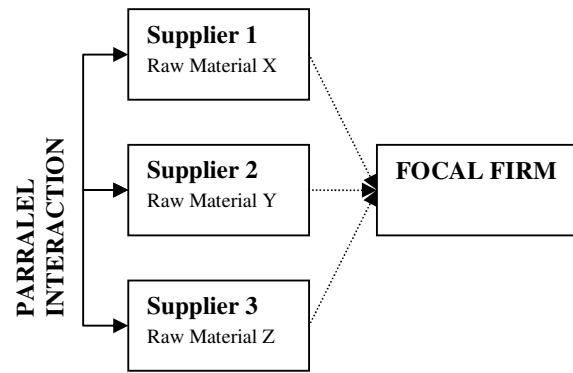 PARRALEL
INTERACTION
Supplier 1
Raw Material X
Supplier 2
Raw Material Y
Supplier 3
Raw Material Z
FOCAL FIRM